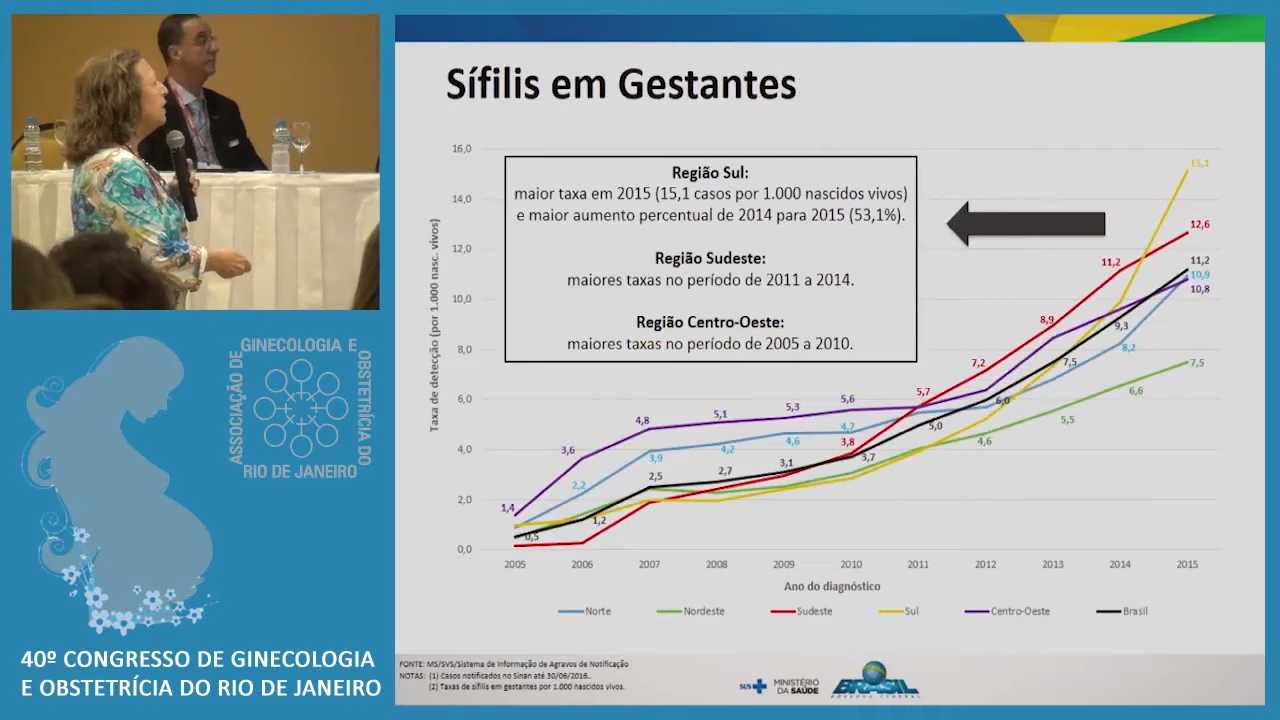 Sífilis em Gestantes
16,0
14,0
12,0
10,0
8,0
6,0
4,0
2,0
0,0
Taxa de detecção (por 1.000 nasc. vivos)
Região Sul:
maior taxa em 2015 (15,1 casos por 1.000 nascidos vivos)
e maior aumento percentual de 2014 para 2015 (53,1%).
Região Sudeste:
maiores taxas no período de 2011 a 2014.
Região Centro-Oeste:
maiores taxas no período de 2005 a 2010.
15,1
12,6
11,2
11,2
10,9
10,8
8,9
9,3
8,2
7,2
7,5
7,5
6,6
5,7
6,0
5,5
5,6
5,3
5,1
4,8
5,0
4,6
4,7
4,6
4,2
3,9
3,8
3,7
3,6
3,1
2,7
2,5
2,2
1,4
1,2
0,5
2005 2006 2007 2008 2009 2010 2011 2012 2013 2014 2015
Ano do diagnóstico
Norte Nordeste Sudeste Sul Centro-Oeste Brasil
FONTE: MS/SVS/Sistema de Informação de Agravos de Notificação
NOTAS: (1) Casos notificados no Sinan até 30/06/2016..
(2) Taxas de sífilis em gestantes por 1.000 nascidos vivos.
SUS
MINISTÉRIO
DA SAÚDE
BRASIL
GOVERNO FEDERAL
ASSOCIAÇÃO DE
GINECOLOGIA E
OBSTETRÍCIA DO
RIO DE JANEIRO
40º CONGRESSO DE GINECOLOGIA
E OBSTETRÍCIA DO RIO DE JANEIRO